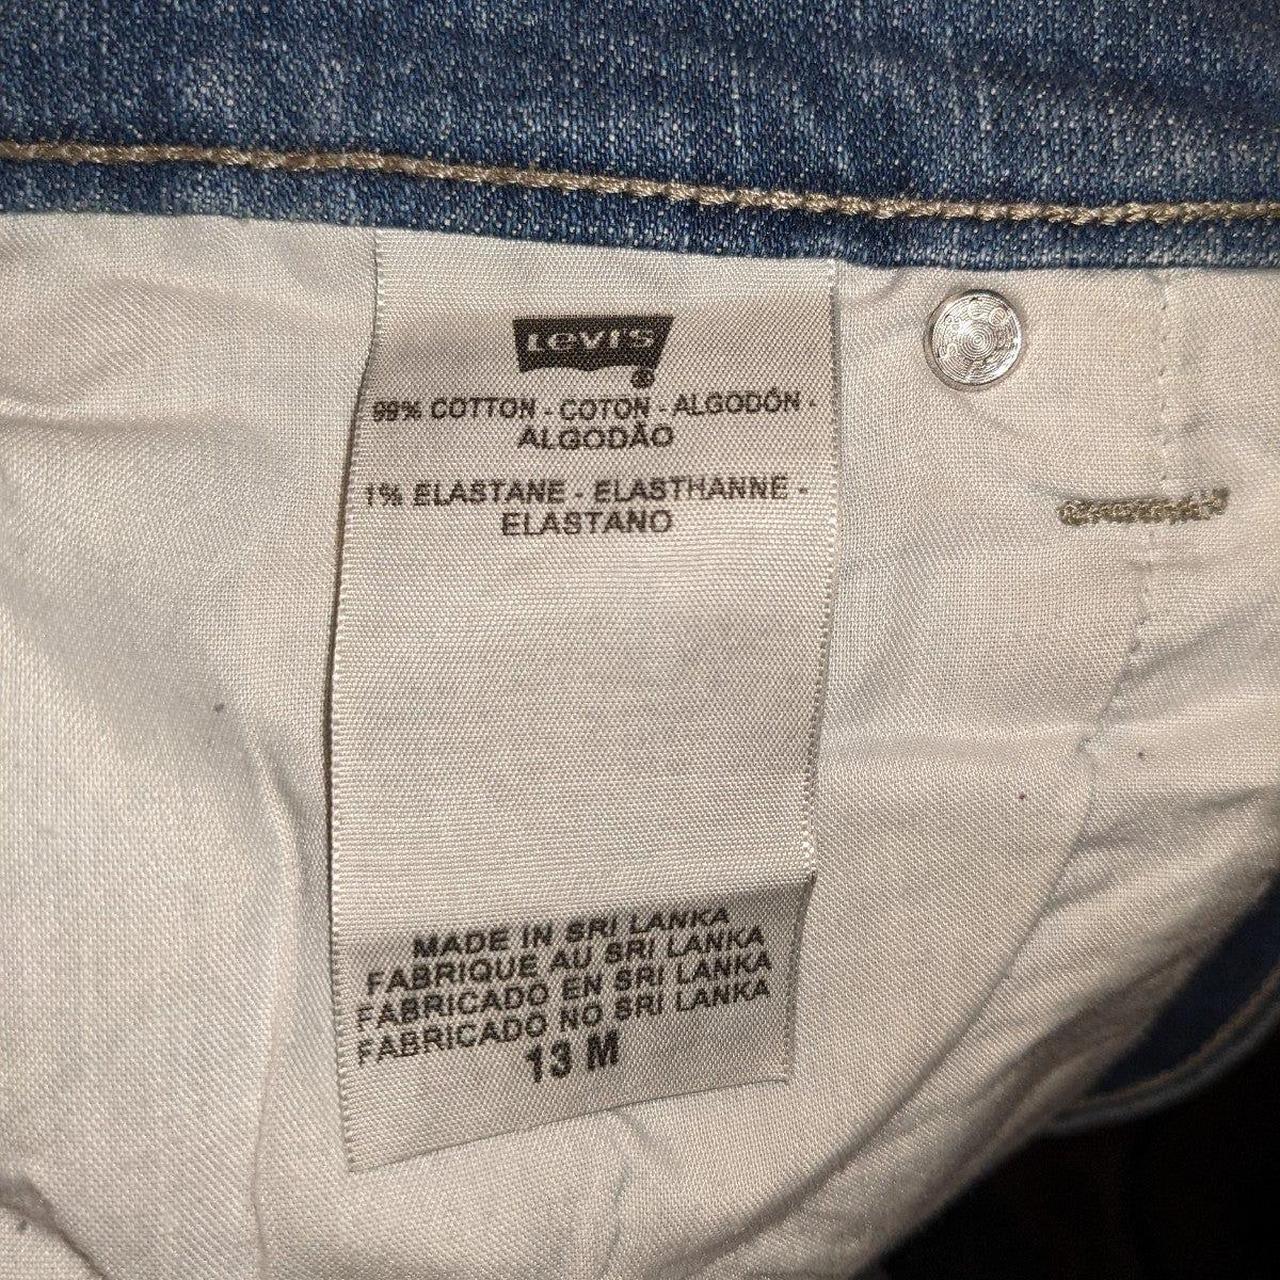 Levi's
®
99% COTTON - COTON - ALGODÓN -
ALGODÃO
1% ELASTANE - ELASTHANNE -
ELASTANO
MADE IN SRI LANKA
FABRIQUE AU SRI LANKA
FABRICADO EN SRI LANKA
FABRICADO NO SRI LANKA
13 M